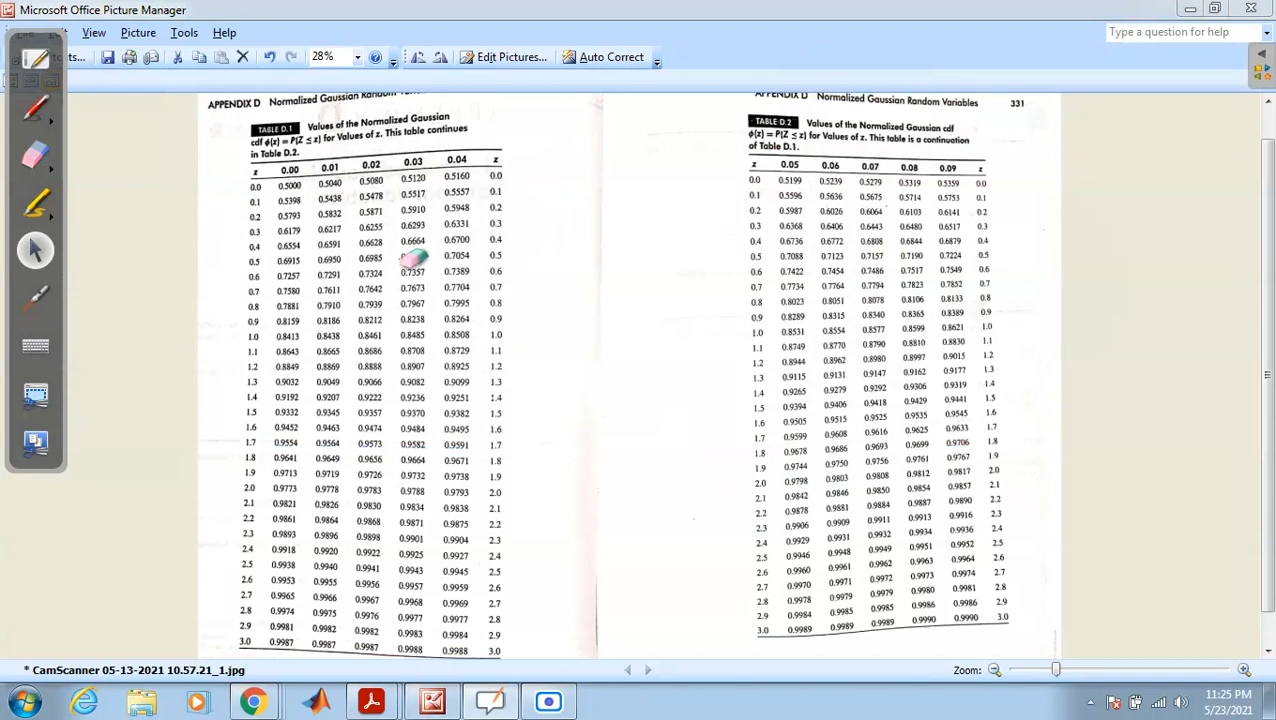 Microsoft Office Picture Manager
View Picture Tools Help
Type a question for help
28%
Edit Pictures...
Auto Correct
APPENDIX D Normalized Gaussian Random
TABLE D.1 Values of the Normalized Gaussian
cdf ϕ(z) = P(Z ≤ z) for Values of z. This table continues
in Table D.2.
z 0.00 0.01 0.02 0.03 0.04 z
0.0 0.5000 0.5040 0.5080 0.5120 0.5160 0.0
0.1 0.5398 0.5438 0.5478 0.5517 0.5557 0.1
0.2 0.5793 0.5832 0.5871 0.5910 0.5948 0.2
0.3 0.6179 0.6217 0.6255 0.6293 0.6331 0.3
0.4 0.6554 0.6591 0.6628 0.6664 0.6700 0.4
0.5 0.6915 0.6950 0.6985 0.7054 0.5
0.6 0.7257 0.7291 0.7324 0.7357 0.7389 0.6
0.7 0.7580 0.7611 0.7642 0.7673 0.7704 0.7
0.8 0.7881 0.7910 0.7939 0.7967 0.7995 0.8
0.9 0.8159 0.8186 0.8212 0.8238 0.8264 0.9
1.0 0.8413 0.8438 0.8461 0.8485 0.8508 1.0
1.1 0.8643 0.8665 0.8686 0.8708 0.8729 1.1
1.2 0.8849 0.8869 0.8888 0.8907 0.8925 1.2
1.3 0.9032 0.9049 0.9066 0.9082 0.9099 1.3
1.4 0.9192 0.9207 0.9222 0.9236 0.9251 1.4
1.5 0.9332 0.9345 0.9357 0.9370 0.9382 1.5
1.6 0.9452 0.9463 0.9474 0.9484 0.9495 1.6
1.7 0.9554 0.9564 0.9573 0.9582 0.9591 1.7
1.8 0.9641 0.9649 0.9656 0.9664 0.9671 1.8
1.9 0.9713 0.9719 0.9726 0.9732 0.9738 1.9
2.0 0.9773 0.9778 0.9783 0.9788 0.9793 2.0
2.1 0.9821 0.9826 0.9830 0.9834 0.9838 2.1
2.2 0.9861 0.9864 0.9868 0.9871 0.9875 2.2
2.3 0.9893 0.9896 0.9898 0.9901 0.9904 2.3
2.4 0.9918 0.9920 0.9922 0.9925 0.9927 2.4
2.5 0.9938 0.9940 0.9941 0.9943 0.9945 2.5
2.6 0.9953 0.9955 0.9956 0.9957 0.9959 2.6
2.7 0.9965 0.9966 0.9967 0.9968 0.9969 2.7
2.8 0.9974 0.9975 0.9976 0.9977 0.9977 2.8
2.9 0.9981 0.9982 0.9982 0.9983 0.9984 2.9
3.0 0.9987 0.9987 0.9987 0.9988 0.9988 3.0
APPENDIX D Normalized Gaussian Random Variables 331
TABLE D.2 Values of the Normalized Gaussian cdf
ϕ(z) = P(Z ≤ z) for Values of z. This table is a continuation
of Table D.1.
z 0.05 0.06 0.07 0.08 0.09 z
0.0 0.5199 0.5239 0.5279 0.5319 0.5359 0.0
0.1 0.5596 0.5636 0.5675 0.5714 0.5753 0.1
0.2 0.5987 0.6026 0.6064 0.6103 0.6141 0.2
0.3 0.6368 0.6406 0.6443 0.6480 0.6517 0.3
0.4 0.6736 0.6772 0.6808 0.6844 0.6879 0.4
0.5 0.7088 0.7123 0.7157 0.7190 0.7224 0.5
0.6 0.7422 0.7454 0.7486 0.7517 0.7549 0.6
0.7 0.7734 0.7764 0.7794 0.7823 0.7852 0.7
0.8 0.8023 0.8051 0.8078 0.8106 0.8133 0.8
0.9 0.8289 0.8315 0.8340 0.8365 0.8389 0.9
1.0 0.8531 0.8554 0.8577 0.8599 0.8621 1.0
1.1 0.8749 0.8770 0.8790 0.8810 0.8830 1.1
1.2 0.8944 0.8962 0.8980 0.8997 0.9015 1.2
1.3 0.9115 0.9131 0.9147 0.9162 0.9177 1.3
1.4 0.9265 0.9279 0.9292 0.9306 0.9319 1.4
1.5 0.9394 0.9406 0.9418 0.9429 0.9441 1.5
1.6 0.9505 0.9515 0.9525 0.9535 0.9545 1.6
1.7 0.9599 0.9608 0.9616 0.9625 0.9633 1.7
1.8 0.9678 0.9686 0.9693 0.9699 0.9706 1.8
1.9 0.9744 0.9750 0.9756 0.9761 0.9767 1.9
2.0 0.9798 0.9803 0.9808 0.9812 0.9817 2.0
2.1 0.9842 0.9846 0.9850 0.9854 0.9857 2.1
2.2 0.9878 0.9881 0.9884 0.9887 0.9890 2.2
2.3 0.9906 0.9909 0.9911 0.9913 0.9916 2.3
2.4 0.9929 0.9931 0.9932 0.9934 0.9936 2.4
2.5 0.9946 0.9948 0.9949 0.9951 0.9952 2.5
2.6 0.9960 0.9961 0.9962 0.9963 0.9964 2.6
2.7 0.9970 0.9971 0.9972 0.9973 0.9974 2.7
2.8 0.9978 0.9979 0.9979 0.9980 0.9981 2.8
2.9 0.9984 0.9985 0.9985 0.9986 0.9986 2.9
3.0 0.9989 0.9989 0.9989 0.9990 0.9990 3.0
* CamScanner 05-13-2021 10.57.21_1.jpg
Zoom:
11:25 PM
5/23/2021